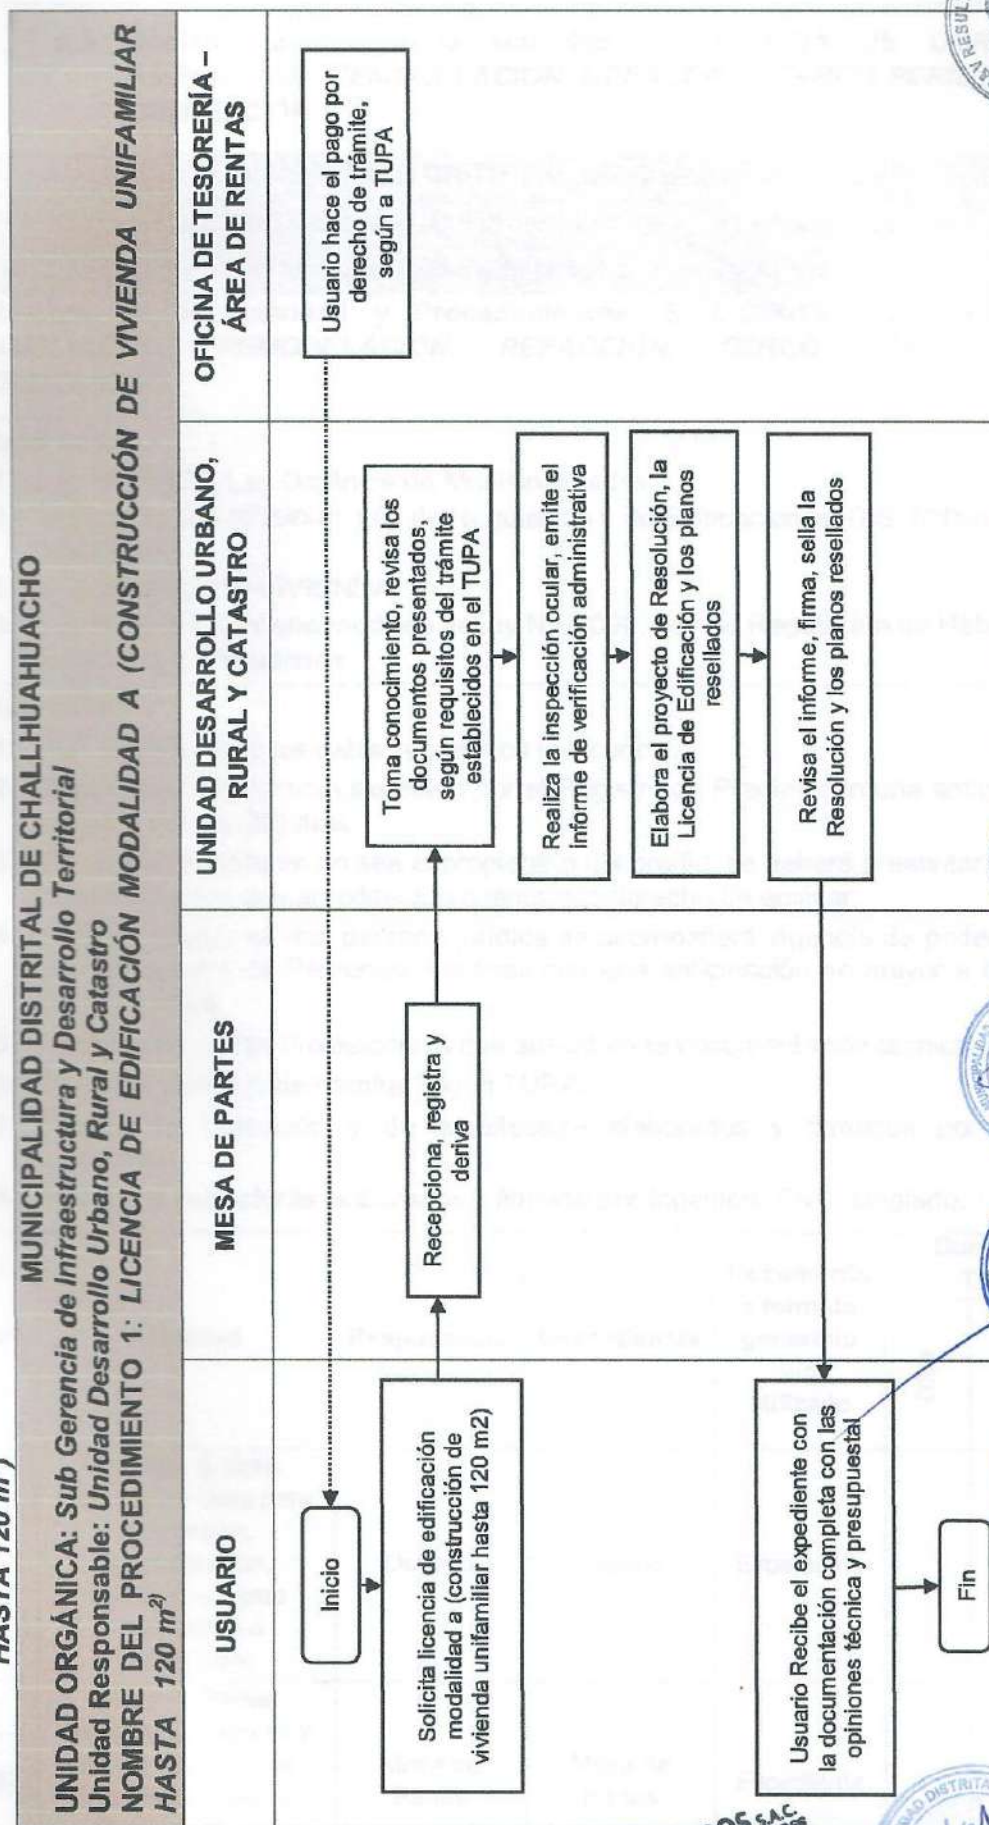 HASTA 120 m²)
MUNICIPALIDAD DISTRITAL DE CHALLHUAHUACHO
UNIDAD ORGÁNICA: Sub Gerencia de Infraestructura y Desarrollo Territorial
Unidad Responsable: Unidad Desarrollo Urbano, Rural y Catastro
NOMBRE DEL PROCEDIMIENTO 1: LICENCIA DE EDIFICACIÓN MODALIDAD A (CONSTRUCCIÓN DE VIVIENDA UNIFAMILIAR
HASTA 120 m²)
USUARIO
MESA DE PARTES
UNIDAD DESARROLLO URBANO,
RURAL Y CATASTRO
OFICINA DE TESORERÍA –
ÁREA DE RENTAS
Inicio
Usuario hace el pago por
derecho de trámite,
según a TUPA
Solicita licencia de edificación
modalidad a (construcción de
vivienda unifamiliar hasta 120 m2)
Recepciona, registra y
deriva
Toma conocimiento, revisa los
documentos presentados,
según requisitos del trámite
establecidos en el TUPA
Realiza la inspección ocular, emite el
informe de verificación administrativa
Elabora el proyecto de Resolución, la
Licencia de Edificación y los planos
resellados
Revisa el informe, firma, sella la
Resolución y los planos resellados
Usuario Recibe el expediente con
la documentación completa con las
opiniones técnica y presupuestal
Fin